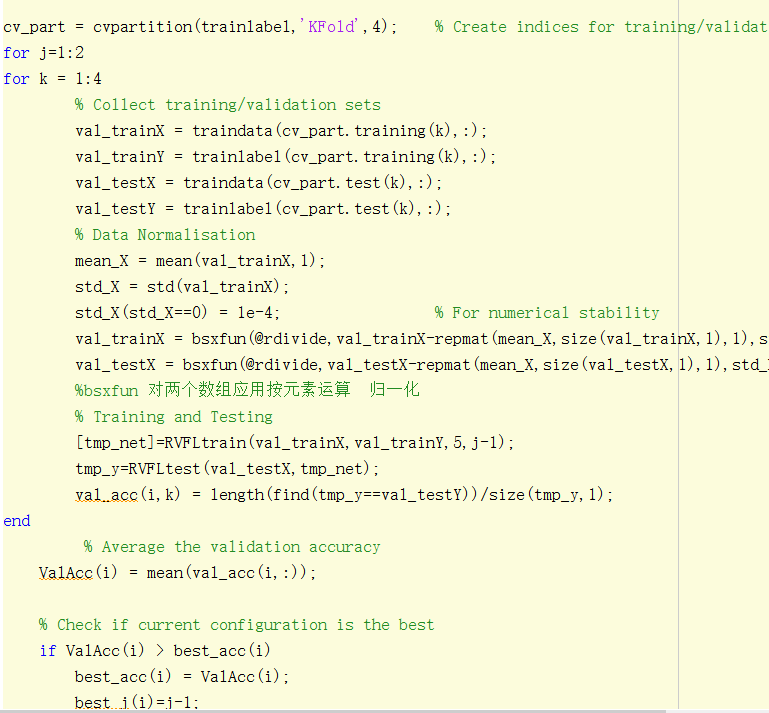 cv_part = cvpartition(trainlabel,'KFold',4);    % Create indices for training/validat
for j=1:2
for k = 1:4
        % Collect training/validation sets
        val_trainX = traindata(cv_part.training(k),:);
        val_trainY = trainlabel(cv_part.training(k),:);
        val_testX = traindata(cv_part.test(k),:);
        val_testY = trainlabel(cv_part.test(k),:);
        % Data Normalisation
        mean_X = mean(val_trainX,1);
        std_X = std(val_trainX);
        std_X(std_X==0) = 1e-4;                 % For numerical stability
        val_trainX = bsxfun(@rdivide,val_trainX-repmat(mean_X,size(val_trainX,1),1),s
        val_testX = bsxfun(@rdivide,val_testX-repmat(mean_X,size(val_testX,1),1),std_
        %bsxfun 对两个数组应用按元素运算  归一化
        % Training and Testing
        [tmp_net]=RVFLtrain(val_trainX,val_trainY,5,j-1);
        tmp_y=RVFLtest(val_testX,tmp_net);
        val_acc(i,k) = length(find(tmp_y==val_testY))/size(tmp_y,1);
end
         % Average the validation accuracy
    ValAcc(i) = mean(val_acc(i,:));
    % Check if current configuration is the best
    if ValAcc(i) > best_acc(i)
        best_acc(i) = ValAcc(i);
        best_j(i)=j-1;